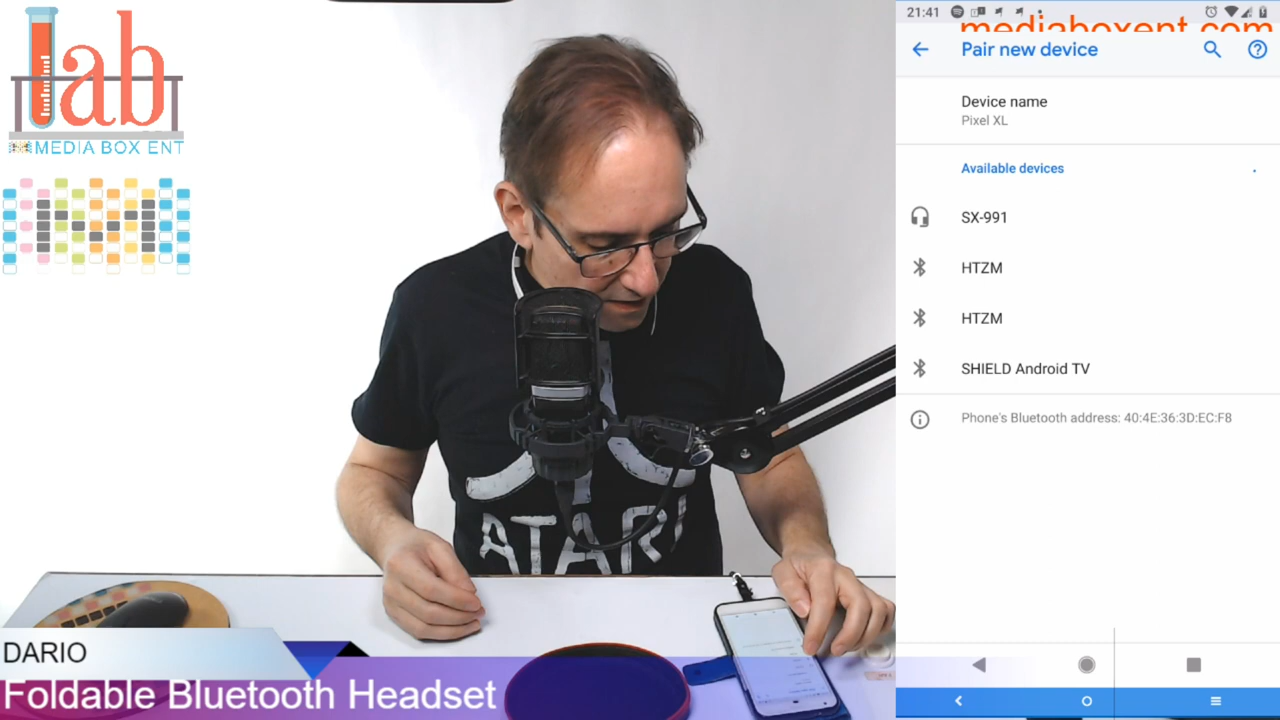 lab
MEDIA BOX ENT
ATARI
DARIO
Foldable Bluetooth Headset
21:41
mediaboxent.com
Pair new device
Device name
Pixel XL
Available devices
SX-991
HTZM
HTZM
SHIELD Android TV
Phone's Bluetooth address: 40:4E:36:3D:EC:F8